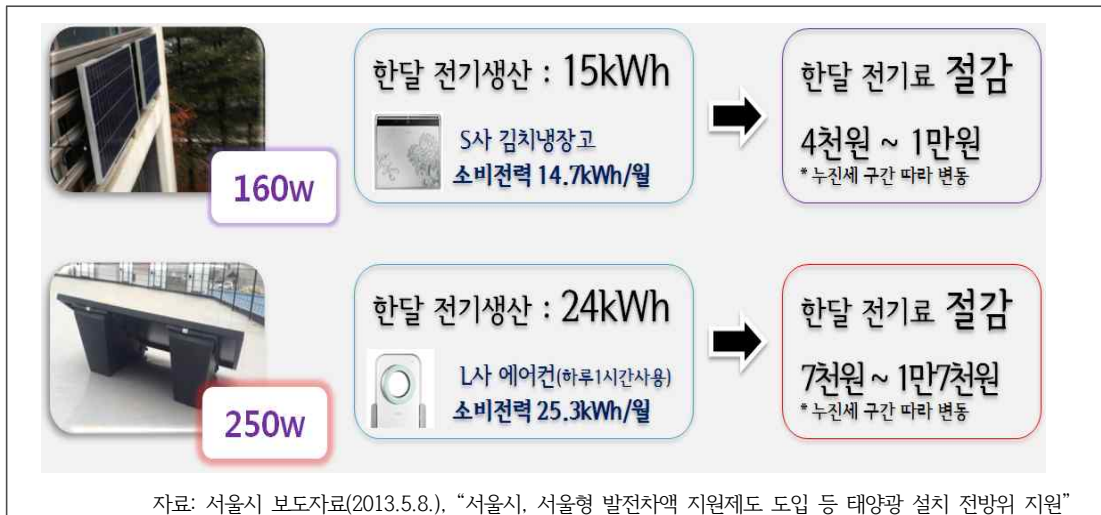 160w
한달 전기생산 : 15kWh
S사 김치냉장고
소비전력 14.7kWh/월
한달 전기료 절감
4천원 ~ 1만원
* 누진세 구간 따라 변동
250w
한달 전기생산 : 24kWh
L사 에어컨(하루1시간사용)
소비전력 25.3kWh/월
한달 전기료 절감
7천원 ~ 1만7천원
* 누진세 구간 따라 변동
자료: 서울시 보도자료(2013.5.8.), “서울시, 서울형 발전차액 지원제도 도입 등 태양광 설치 전방위 지원”